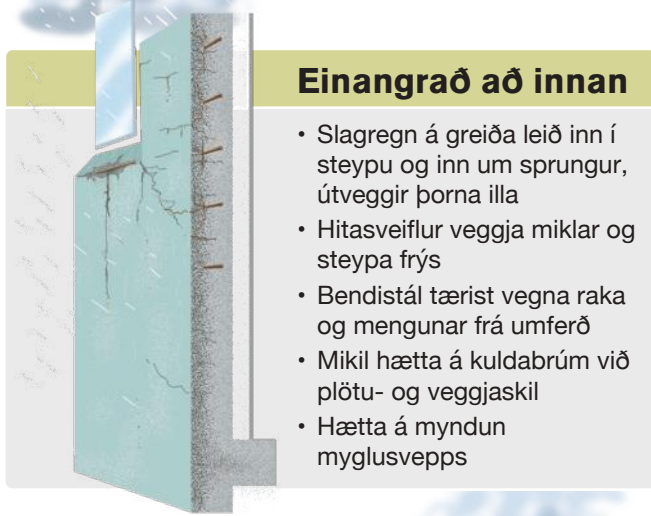 Einangrað að innan
• Slagregn á greiða leið inn í
steypu og inn um sprungur,
útveggir þorna illa
• Hitasveiflur veggja miklar og
steypa frýs
• Bendistál tærist vegna raka
og mengunar frá umferð
• Mikil hætta á kuldabrúm við
plötu- og veggjaskil
• Hætta á myndun
myglusvepps